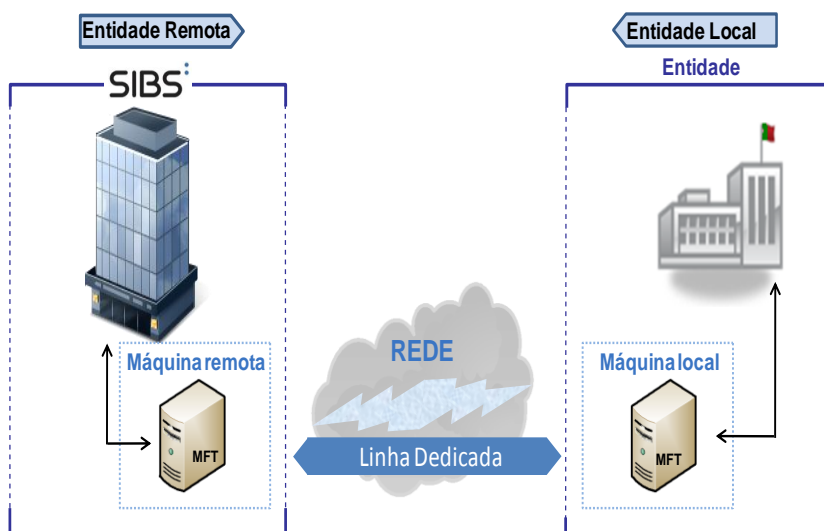 Entidade Remota
Entidade Local
SIBS
Entidade
Máquina remota
MFT
REDE
Linha Dedicada
Máquina local
MFT